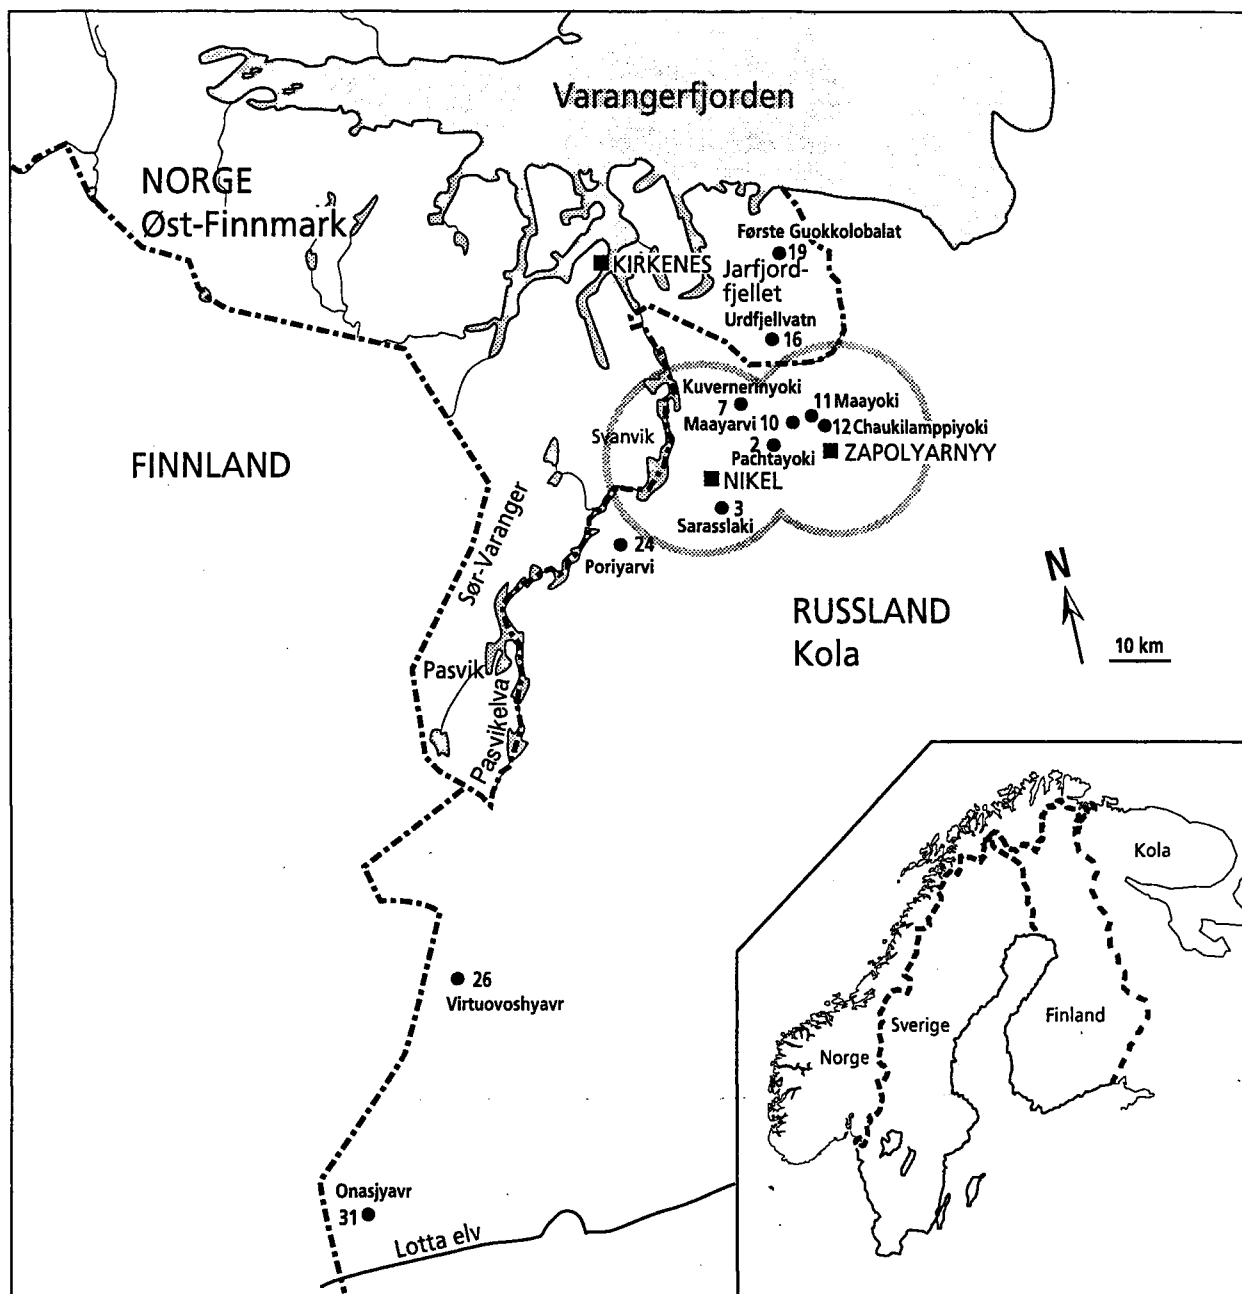 Varangerfjorden
NORGE
Øst-Finnmark
Første Guokkolobalat
19
KIRKENES
Jarfjord-
fjellet
Urdfjellvatn
16
Kuvernerinyoki
7
11 Maayoki
Maayarvi 10
12 Chaukilamppiyoki
Svanvik
2
Pachtayoki
ZAPOLYARNYY
FINNLAND
NIKEL
3
Sarasslaki
Sør-Varanger
24
Poriyarvi
N
RUSSLAND
Kola
10 km
Pasvik
Pasvikelva
26
Virtuovoshyavr
Kola
Sverige
Finland
Norge
Onasjyavr
31
Lotta elv